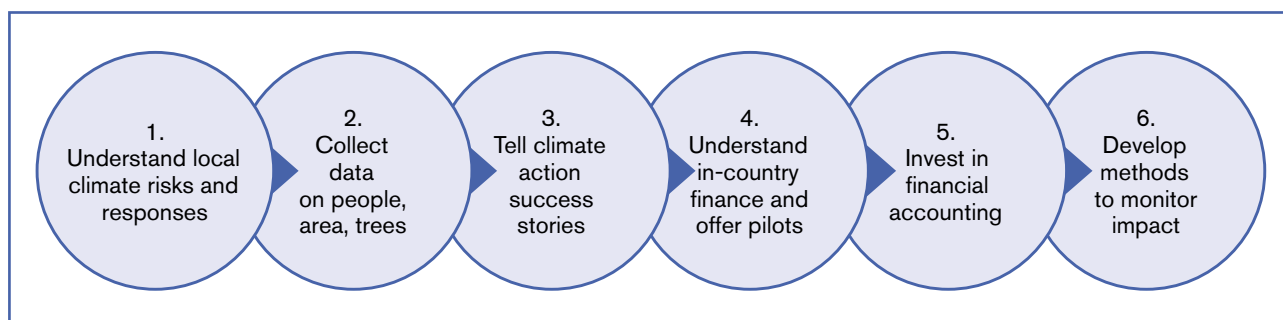 1.
Understand local
climate risks and
responses
2.
Collect
data
on people,
area, trees
3.
Tell climate
action
success
stories
4.
Understand
in-country
finance and
offer pilots
5.
Invest in
financial
accounting
6.
Develop
methods
to monitor
impact